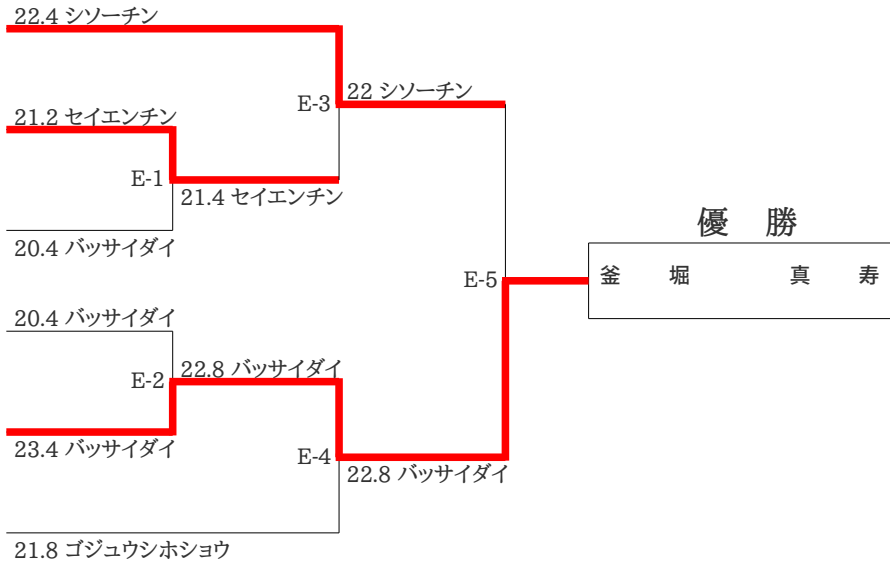 22.4 シソーチン
E-3
22 シソーチン
21.2 セイエンチン
E-1
21.4 セイエンチン
20.4 バッサイダイ
優 勝
釜 堀 真 寿
E-5
20.4 バッサイダイ
E-2
22.8 バッサイダイ
23.4 バッサイダイ
E-4
22.8 バッサイダイ
21.8 ゴジュウシホショウ